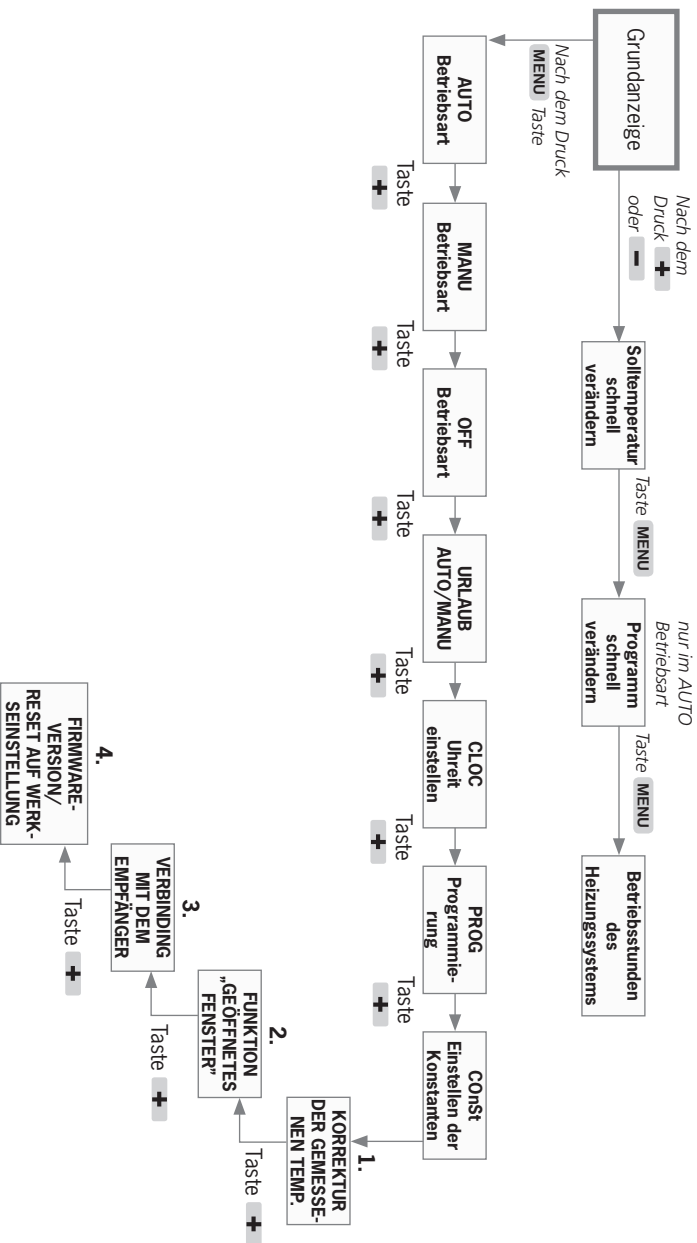 Grundanzeige
Nach dem
Druck +
oder −
Solltemperatur
schnell
verändern
Taste MENU
nur im AUTO
Betriebsart
Programm
schnell
verändern
Taste MENU
Betriebsstunden
des
Heizungssystems
Nach dem Druck
MENU Taste
AUTO
Betriebsart
Taste
+
MANU
Betriebsart
Taste
+
OFF
Betriebsart
Taste
+
URLAUB
AUTO/MANU
Taste
+
CLOC
Uhreit
einstellen
Taste
+
PROG
Programmie-
rung
Taste
+
COnSt
Einstellen der
Konstanten
1.
KORREKTUR
DER GEMESSE-
NEN TEMP.
Taste +
2.
FUNKTION
„GEÖFFNETES
FENSTER”
Taste +
3.
VERBINDING
MIT DEM
EMPFÄNGER
Taste +
4.
FIRMWARE-
VERSION/
RESET AUF WERK-
SEINSTELLUNG